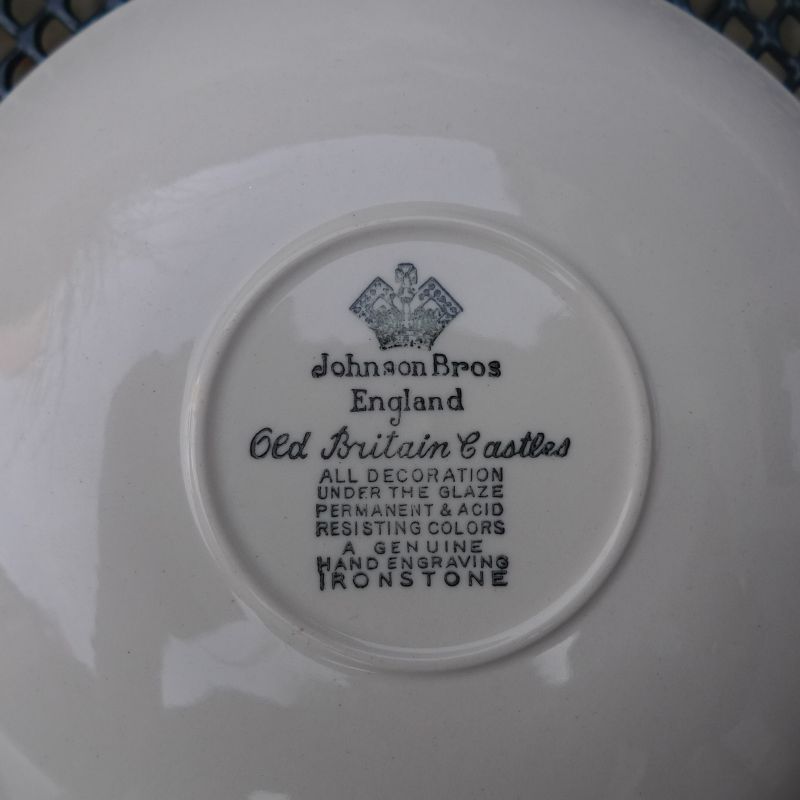 Johnson Bros
England
Old Britain Castles
ALL DECORATION
UNDER THE GLAZE
PERMANENT & ACID
RESISTING COLORS
A GENUINE
HAND ENGRAVING
IRONSTONE